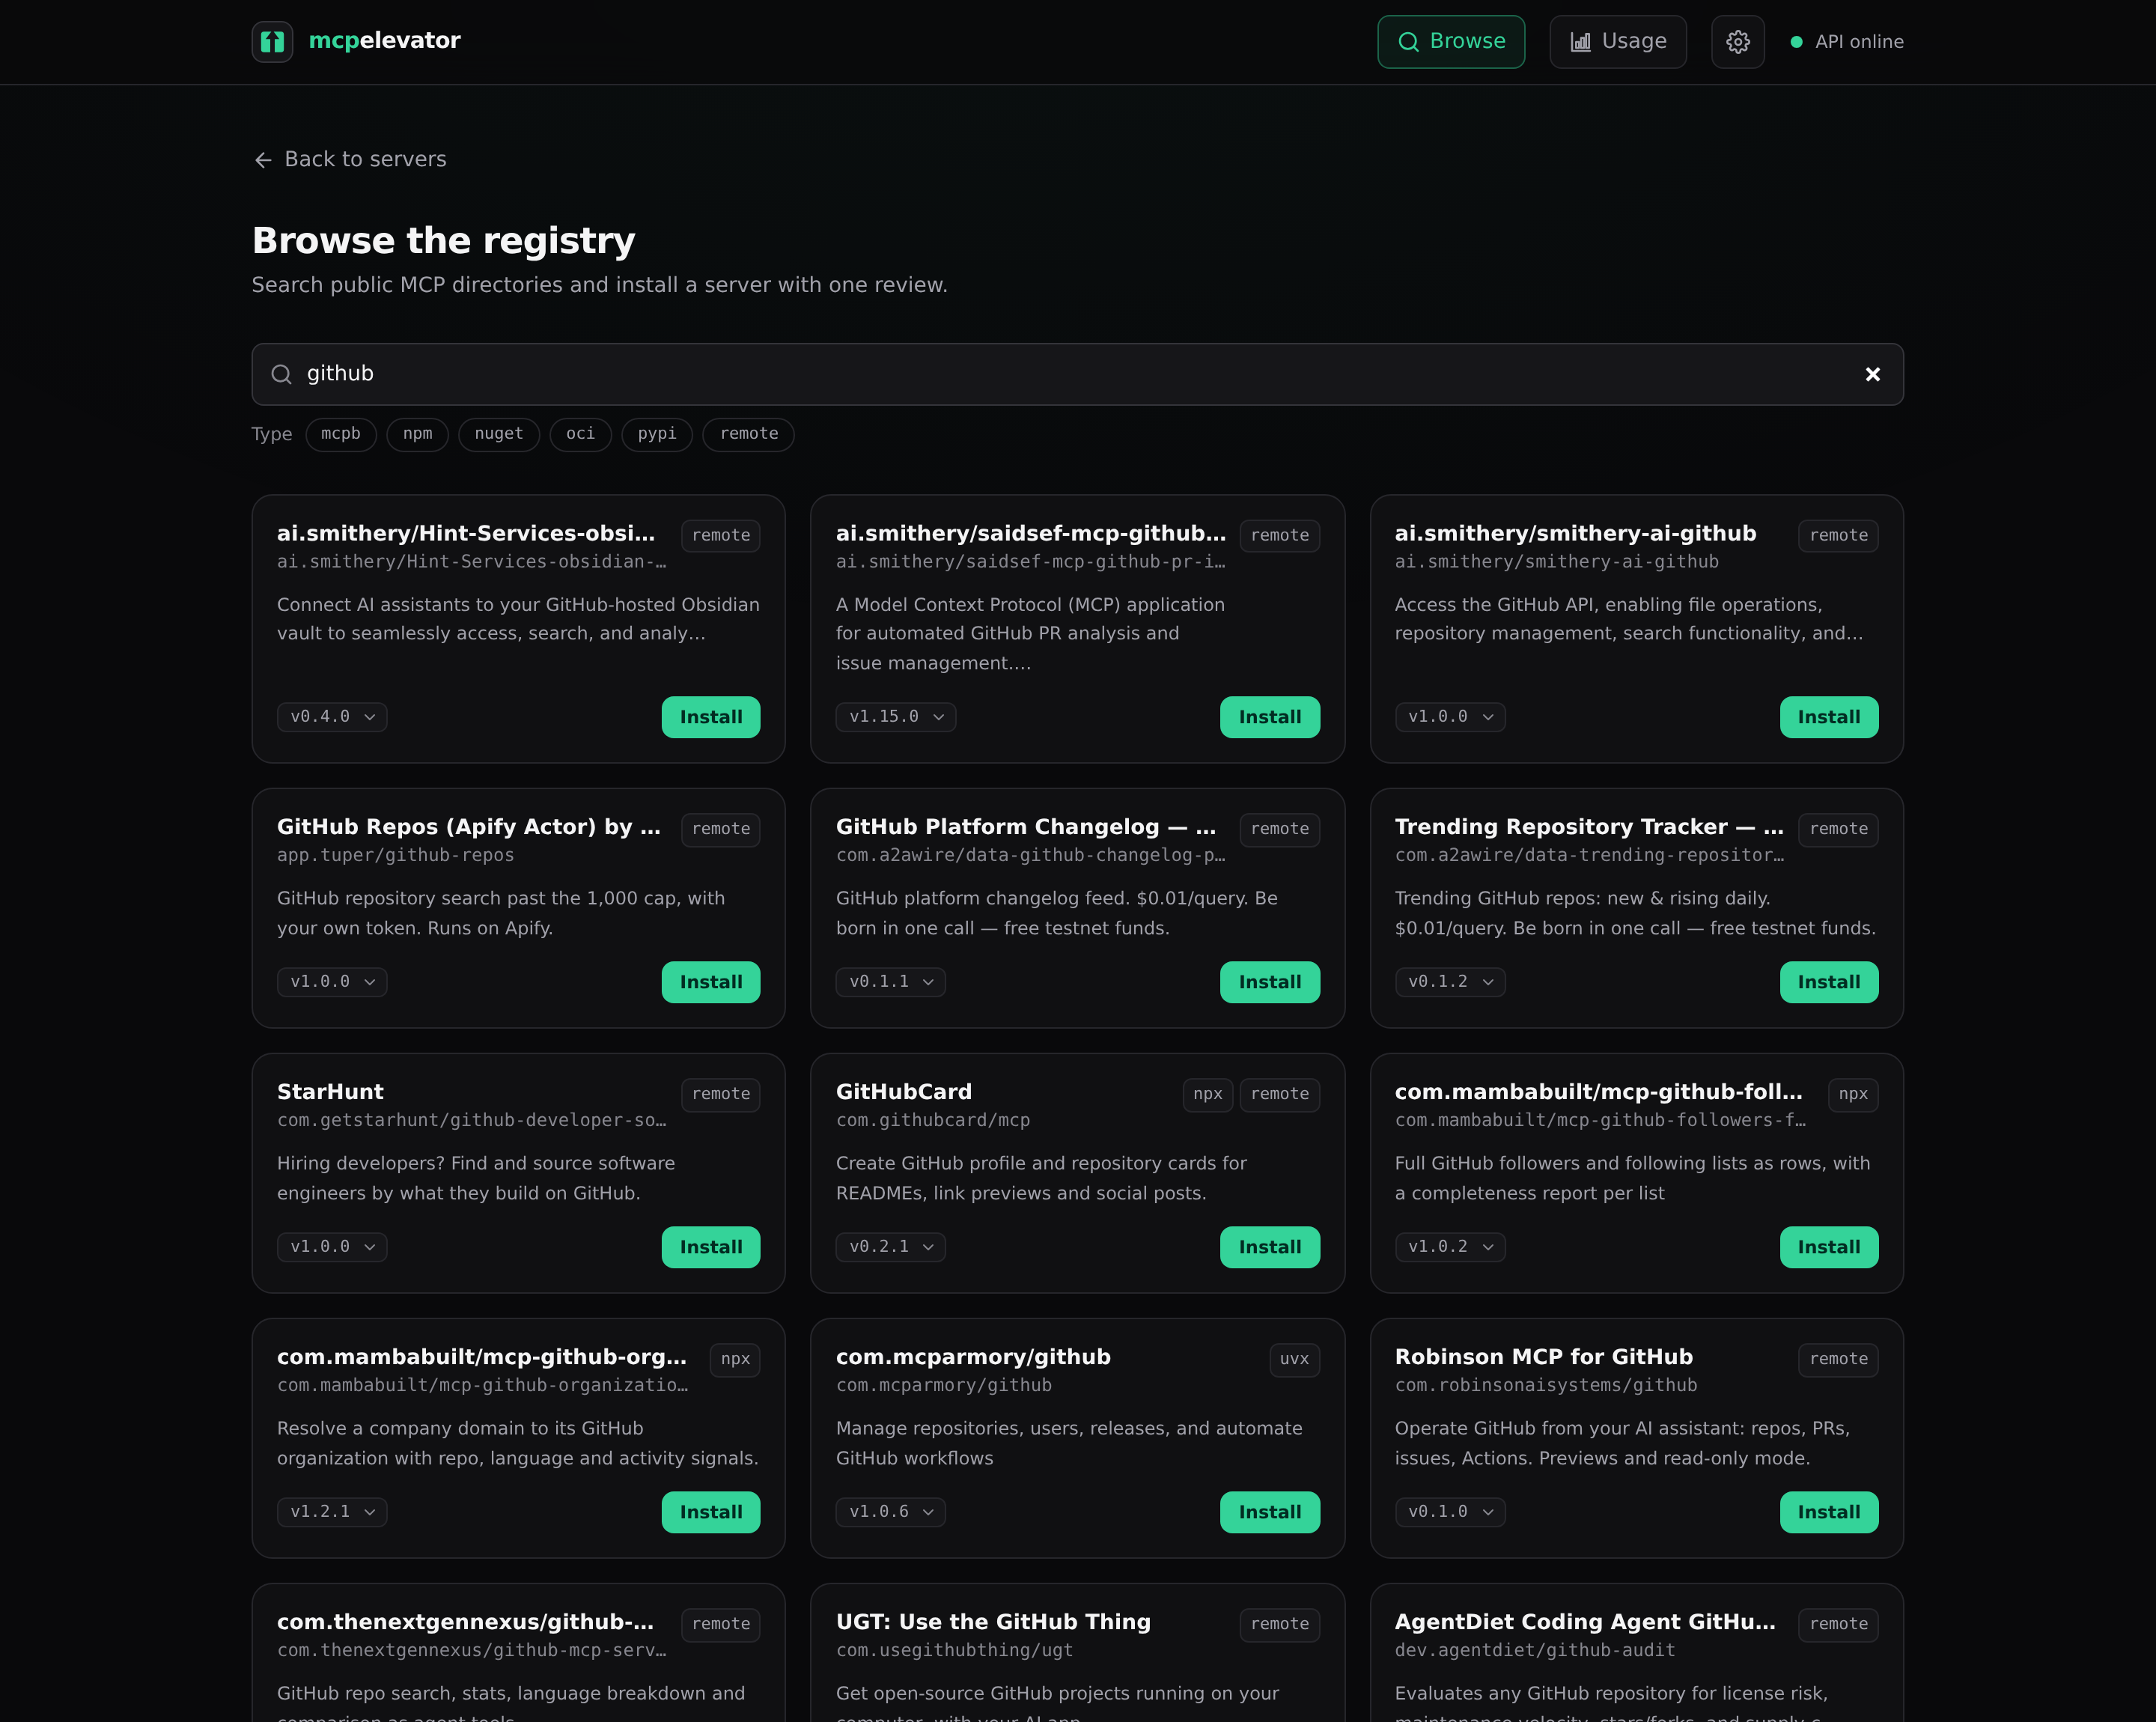 mcpelevator
Browse
Usage
API online
Back to servers
Browse the registry
Search public MCP directories and install a server with one review.
github
Type mcpb npm nuget oci pypi remote
ai.smithery/Hint-Services-obsi… remote
ai.smithery/Hint-Services-obsidian-…
Connect AI assistants to your GitHub-hosted Obsidian
vault to seamlessly access, search, and analy…
v0.4.0 Install
ai.smithery/saidsef-mcp-github… remote
ai.smithery/saidsef-mcp-github-pr-i…
A Model Context Protocol (MCP) application
for automated GitHub PR analysis and
issue management.…
v1.15.0 Install
ai.smithery/smithery-ai-github remote
ai.smithery/smithery-ai-github
Access the GitHub API, enabling file operations,
repository management, search functionality, and…
v1.0.0 Install
GitHub Repos (Apify Actor) by … remote
app.tuper/github-repos
GitHub repository search past the 1,000 cap, with
your own token. Runs on Apify.
v1.0.0 Install
GitHub Platform Changelog — … remote
com.a2awire/data-github-changelog-p…
GitHub platform changelog feed. $0.01/query. Be
born in one call — free testnet funds.
v0.1.1 Install
Trending Repository Tracker — … remote
com.a2awire/data-trending-repositor…
Trending GitHub repos: new & rising daily.
$0.01/query. Be born in one call — free testnet funds.
v0.1.2 Install
StarHunt remote
com.getstarhunt/github-developer-so…
Hiring developers? Find and source software
engineers by what they build on GitHub.
v1.0.0 Install
GitHubCard npx remote
com.githubcard/mcp
Create GitHub profile and repository cards for
READMEs, link previews and social posts.
v0.2.1 Install
com.mambabuilt/mcp-github-foll… npx
com.mambabuilt/mcp-github-followers-f…
Full GitHub followers and following lists as rows, with
a completeness report per list
v1.0.2 Install
com.mambabuilt/mcp-github-org… npx
com.mambabuilt/mcp-github-organizatio…
Resolve a company domain to its GitHub
organization with repo, language and activity signals.
v1.2.1 Install
com.mcparmory/github uvx
com.mcparmory/github
Manage repositories, users, releases, and automate
GitHub workflows
v1.0.6 Install
Robinson MCP for GitHub remote
com.robinsonaisystems/github
Operate GitHub from your AI assistant: repos, PRs,
issues, Actions. Previews and read-only mode.
v0.1.0 Install
com.thenextgennexus/github-… remote
com.thenextgennexus/github-mcp-serv…
GitHub repo search, stats, language breakdown and
comparison as agent tools
UGT: Use the GitHub Thing remote
com.usegithubthing/ugt
Get open-source GitHub projects running on your
computer, with your AI app
AgentDiet Coding Agent GitHu… remote
dev.agentdiet/github-audit
Evaluates any GitHub repository for license risk,
maintenance velocity, stars/forks, and supply-c…